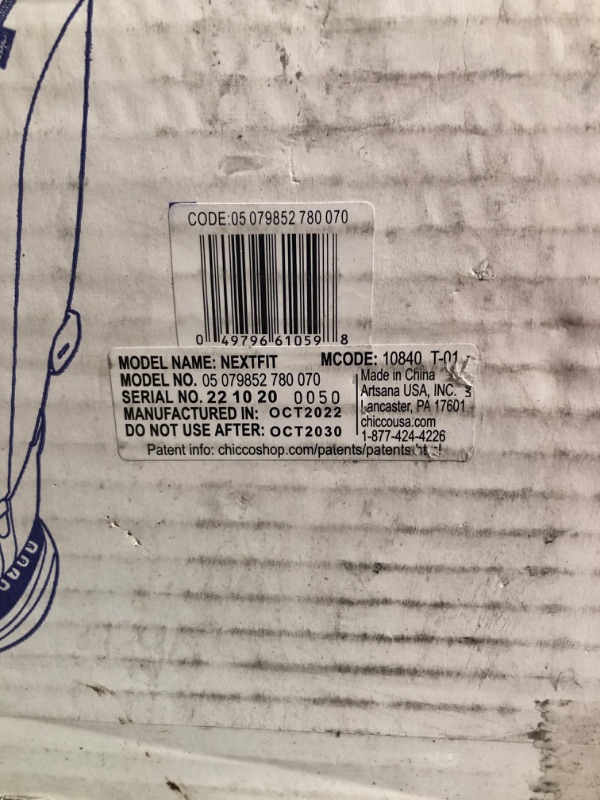 CODE:05 079852 780 070
0 49796 61059 8
MODEL NAME: NEXTFIT MCODE: 10840 T-01
MODEL NO. 05 079852 780 070
SERIAL NO. 22 10 20 0050
MANUFACTURED IN: OCT2022
DO NOT USE AFTER: OCT2030
Made in China
Artsana USA, INC. 3
Lancaster, PA 17601
chiccousa.com
1-877-424-4226
Patent info: chiccoshop.com/patents/patents